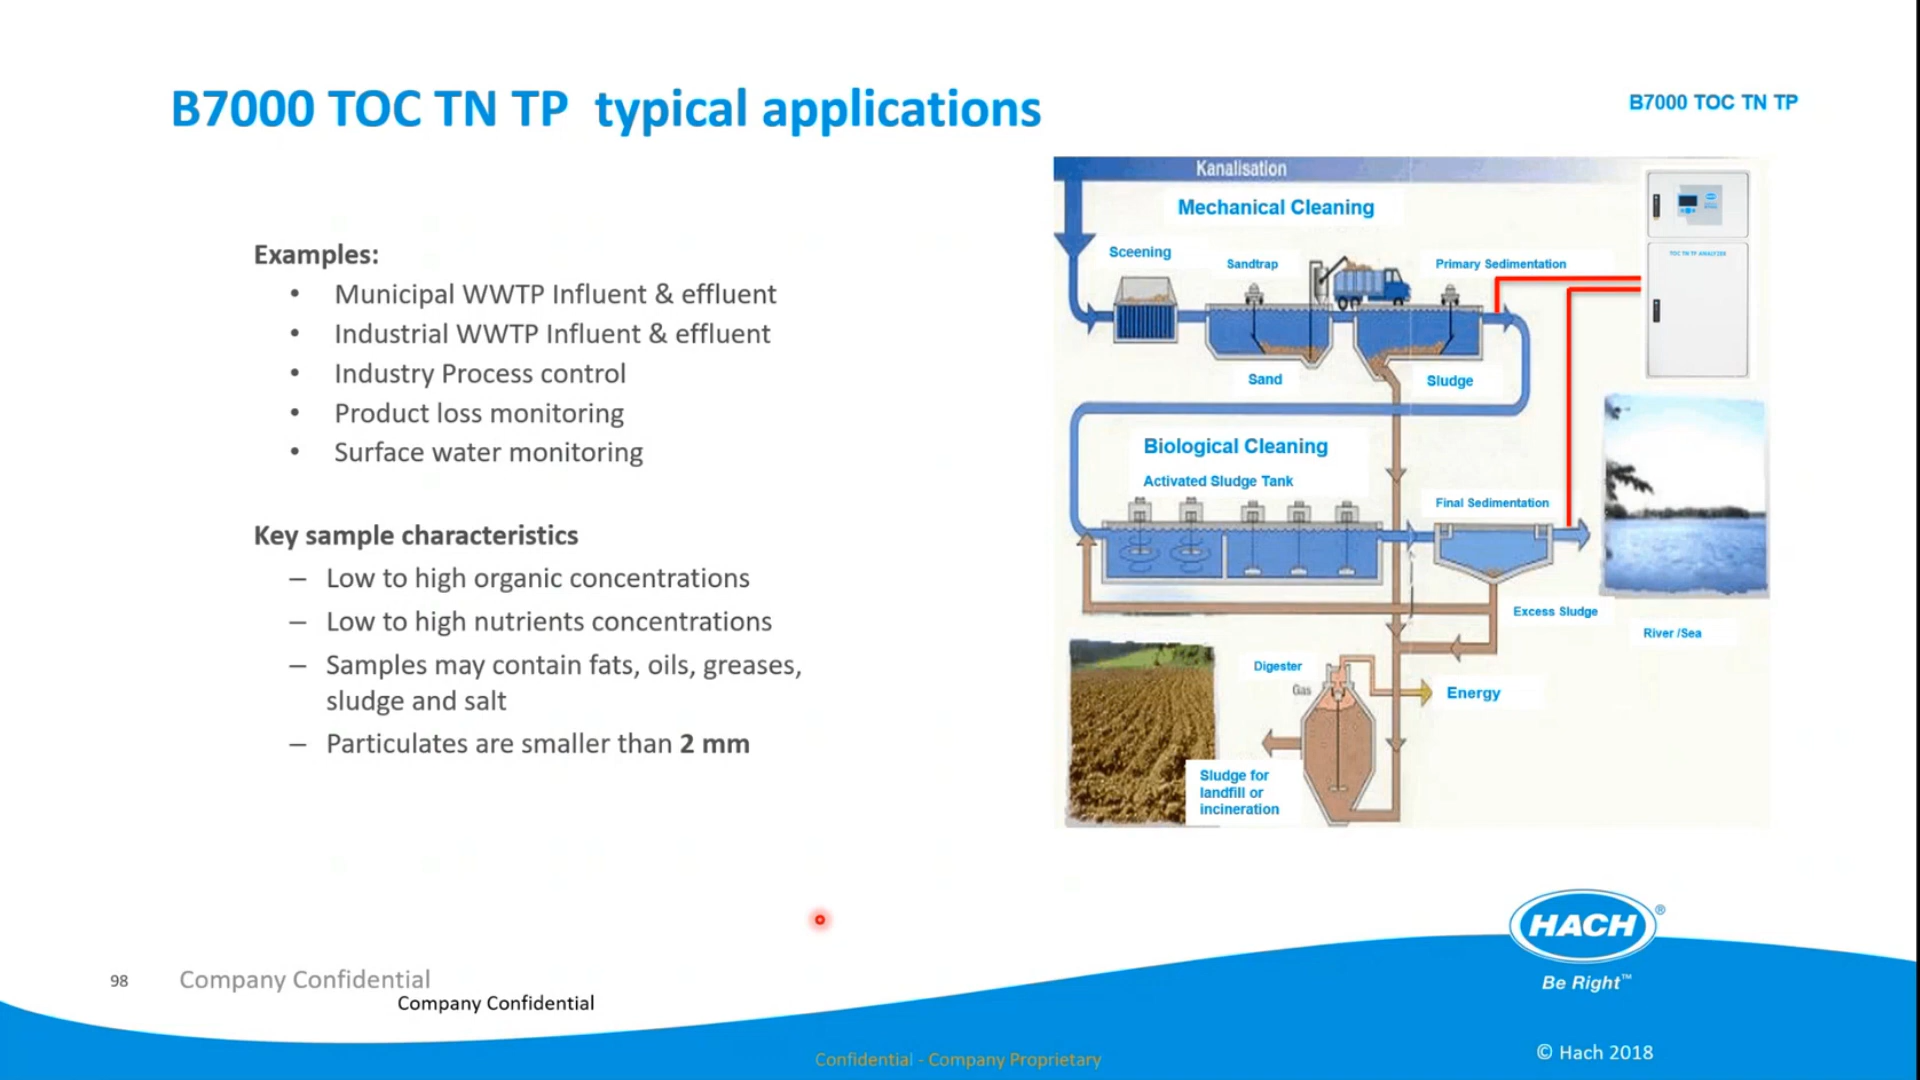 B7000 TOC TN TP typical applications
B7000 TOC TN TP
Examples:
• Municipal WWTP Influent & effluent
• Industrial WWTP Influent & effluent
• Industry Process control
• Product loss monitoring
• Surface water monitoring
Key sample characteristics
– Low to high organic concentrations
– Low to high nutrients concentrations
– Samples may contain fats, oils, greases,
sludge and salt
– Particulates are smaller than 2 mm
Kanalisation
Mechanical Cleaning
Sceening
Sandtrap
Primary Sedimentation
TOC TN TP ANALYZER
Sand
Sludge
Biological Cleaning
Activated Sludge Tank
Final Sedimentation
Excess Sludge
River /Sea
Digester
Gas
Energy
Sludge for
landfill or
incineration
HACH®
Be Right™
98
Company Confidential
Company Confidential
Confidential - Company Proprietary
© Hach 2018